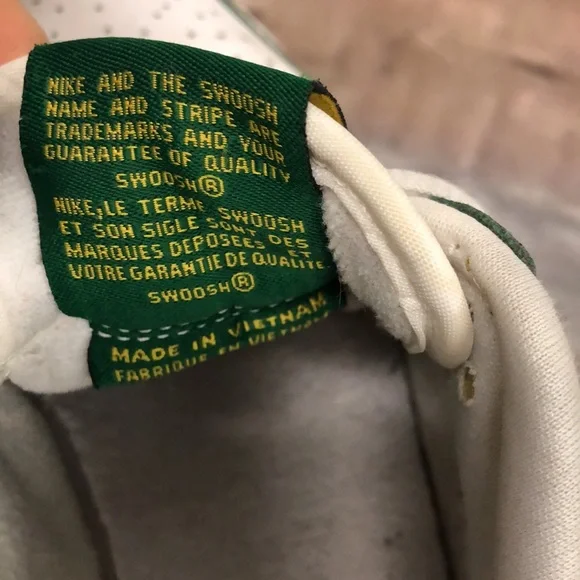 NIKE AND THE SWOOSH
NAME AND STRIPE ARE
TRADEMARKS AND YOUR
GUARANTEE OF QUALITY
SWOOSH®
NIKE, LE TERME SWOOSH
ET SON SIGLE SONT DES
MARQUES DEPOSÉES ET
VOTRE GARANTIE DE QUALITE
SWOOSH®
MADE IN VIETNAM
FABRIQUE EN VIETNAM